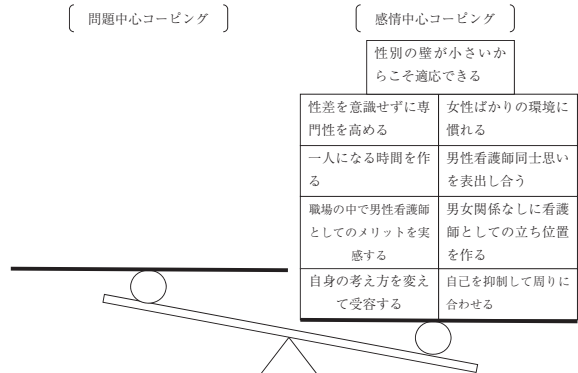 〔 問題中心コーピング 〕
〔 感情中心コーピング 〕
性別の壁が小さいか
らこそ適応できる
性差を意識せずに専
門性を高める
女性ばかりの環境に
慣れる
一人になる時間を作
る
男性看護師同士思い
を表出し合う
職場の中で男性看護師
としてのメリットを実
感する
男女関係なしに看護
師としての立ち位置
を作る
自身の考え方を変え
て受容する
自己を抑制して周りに
合わせる